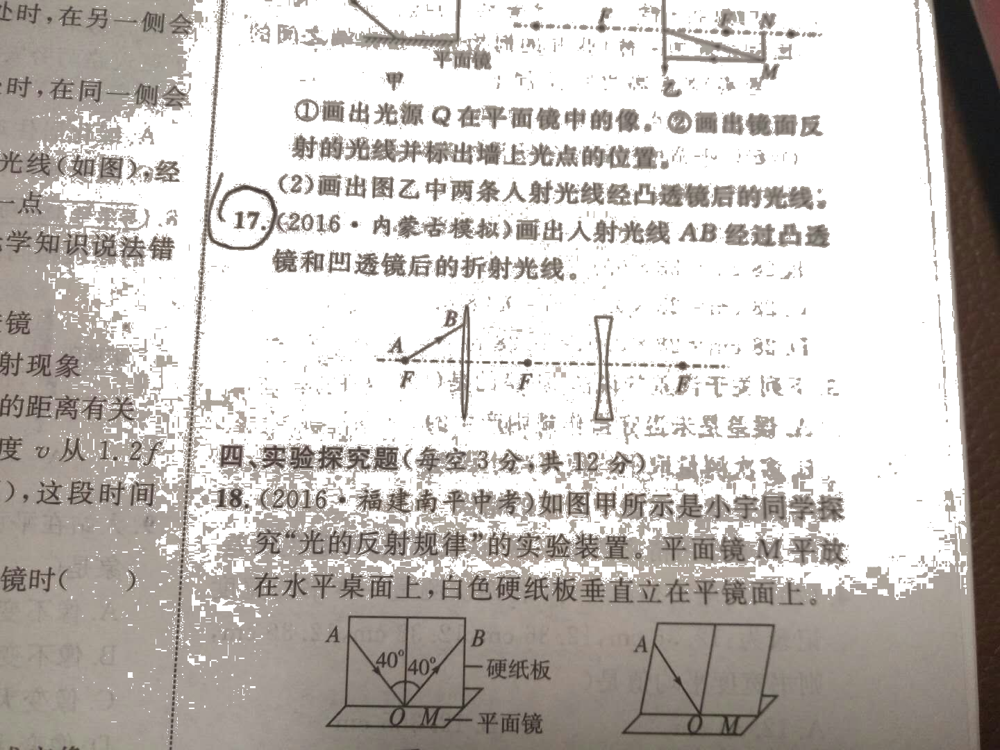 处时,在另一侧会
时,在同一侧会
光线(如图),经
一点
学知识说法错
镜
射现象
的距离有关
度 v 从 1.2f
),这段时间
镜时(　　)
F
F
N
平面镜
M
甲
乙
①画出光源 Q 在平面镜中的像。②画出镜面反
射的光线并标出墙上光点的位置。
(2)画出图乙中两条入射光线经凸透镜后的光线。
17.(2016·内蒙古模拟)画出入射光线 AB 经过凸透
镜和凹透镜后的折射光线。
B
A
F
F
F
四、实验探究题(每空 3 分,共 12 分)
18.(2016·福建南平中考)如图甲所示是小宇同学探
究“光的反射规律”的实验装置。平面镜 M 平放
在水平桌面上,白色硬纸板垂直立在平镜面上。
A
B
A
40°
40°
硬纸板
O
M
平面镜
O
M